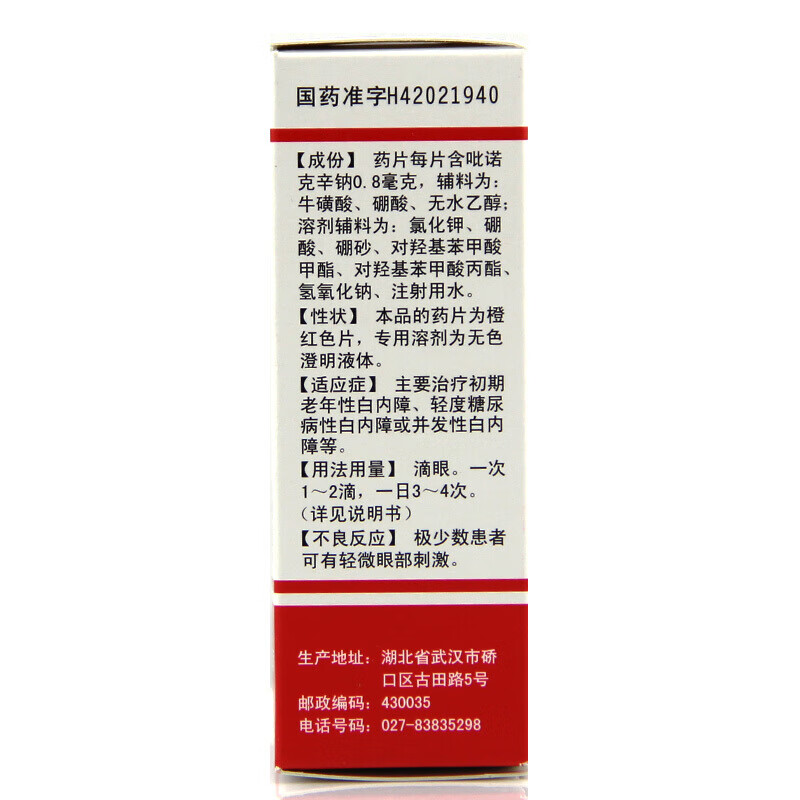 国药准字H42021940
【成份】 药片每片含吡诺
克辛钠0.8毫克，辅料为：
牛磺酸、硼酸、无水乙醇；
溶剂辅料为：氯化钾、硼
酸、硼砂、对羟基苯甲酸
甲酯、对羟基苯甲酸丙酯、
氢氧化钠、注射用水。
【性状】 本品的药片为橙
红色片，专用溶剂为无色
澄明液体。
【适应症】 主要治疗初期
老年性白内障、轻度糖尿
病性白内障或并发性白内
障等。
【用法用量】 滴眼。一次
1～2滴，一日3～4次。
（详见说明书）
【不良反应】 极少数患者
可有轻微眼部刺激。
生产地址：湖北省武汉市硚
口区古田路5号
邮政编码：430035
电话号码：027-83835298